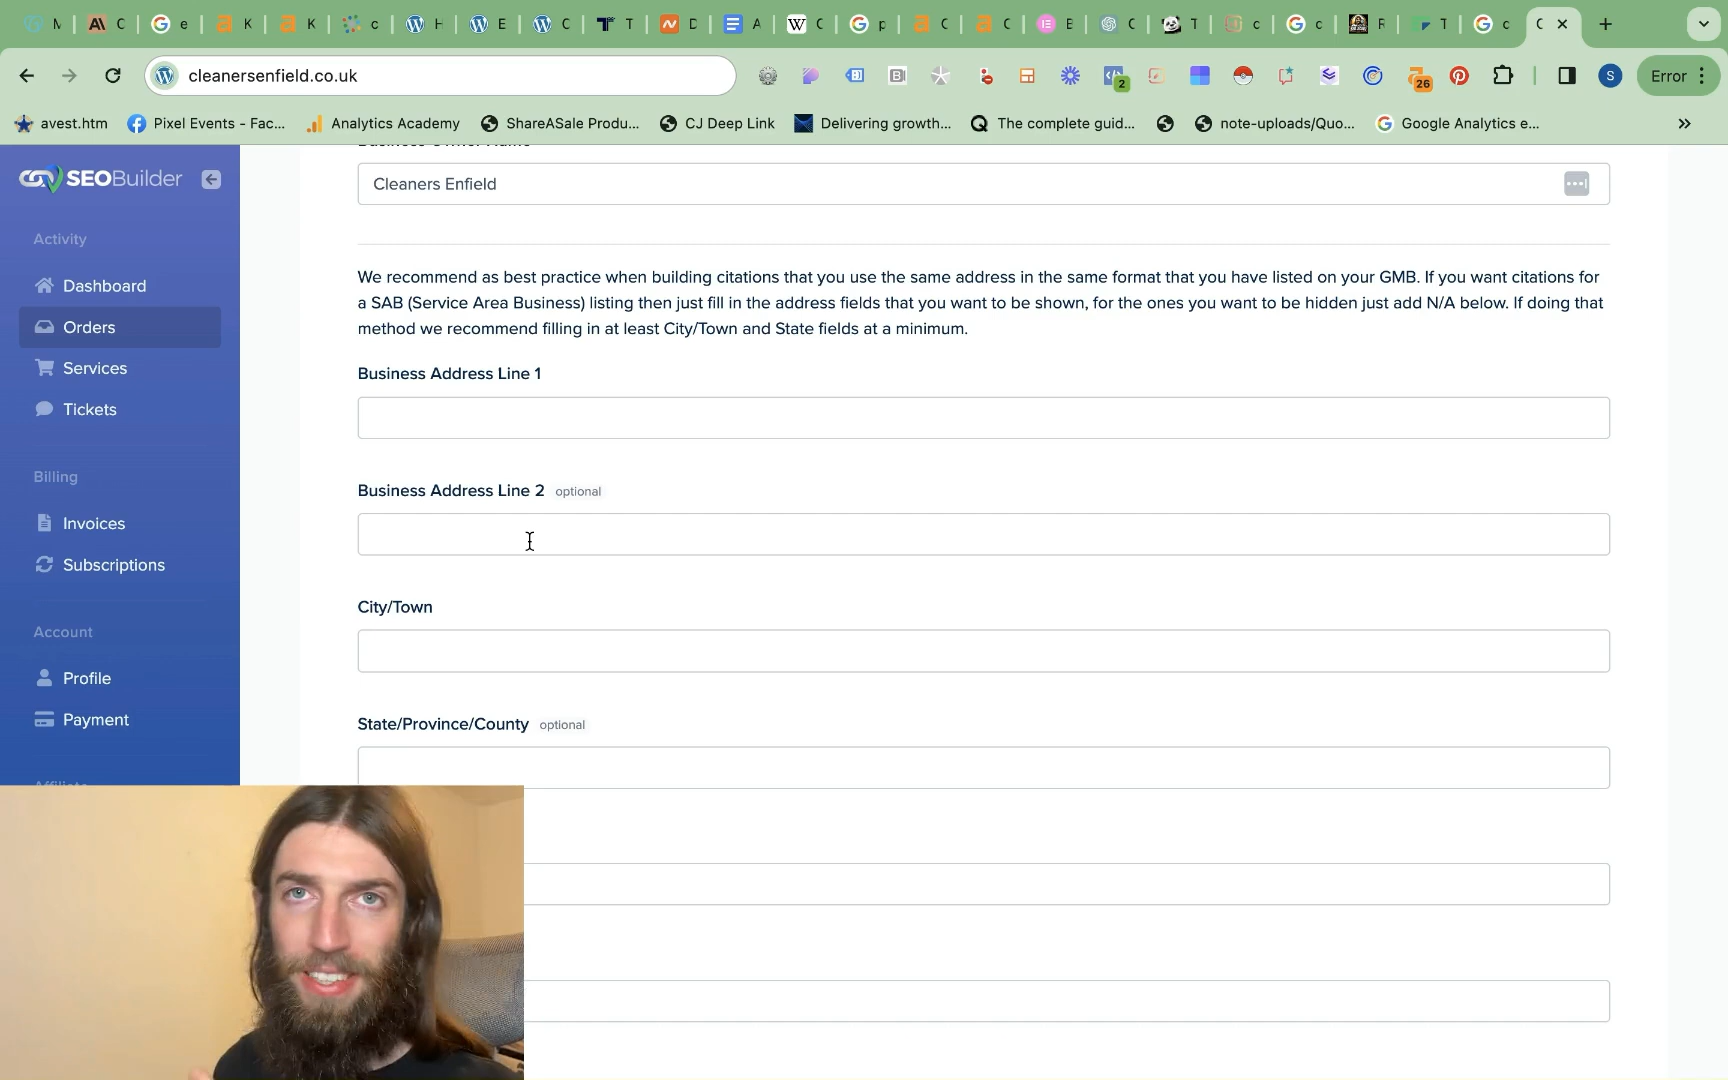 M
C
e
K
K
c
H
E
C
T
D
A
C
p
C
C
E
C
T
c
c
F
T
c
C
cleanersenfield.co.uk
2
26
S
Error
avest.htm
Pixel Events - Fac...
Analytics Academy
ShareASale Produ...
CJ Deep Link
Delivering growth...
The complete guid...
note-uploads/Quo...
Google Analytics e...
SEOBuilder
Activity
Dashboard
Orders
Services
Tickets
Billing
Invoices
Subscriptions
Account
Profile
Payment
Cleaners Enfield
We recommend as best practice when building citations that you use the same address in the same format that you have listed on your GMB. If you want citations for
a SAB (Service Area Business) listing then just fill in the address fields that you want to be shown, for the ones you want to be hidden just add N/A below. If doing that
method we recommend filling in at least City/Town and State fields at a minimum.
Business Address Line 1
Business Address Line 2 optional
City/Town
State/Province/County optional